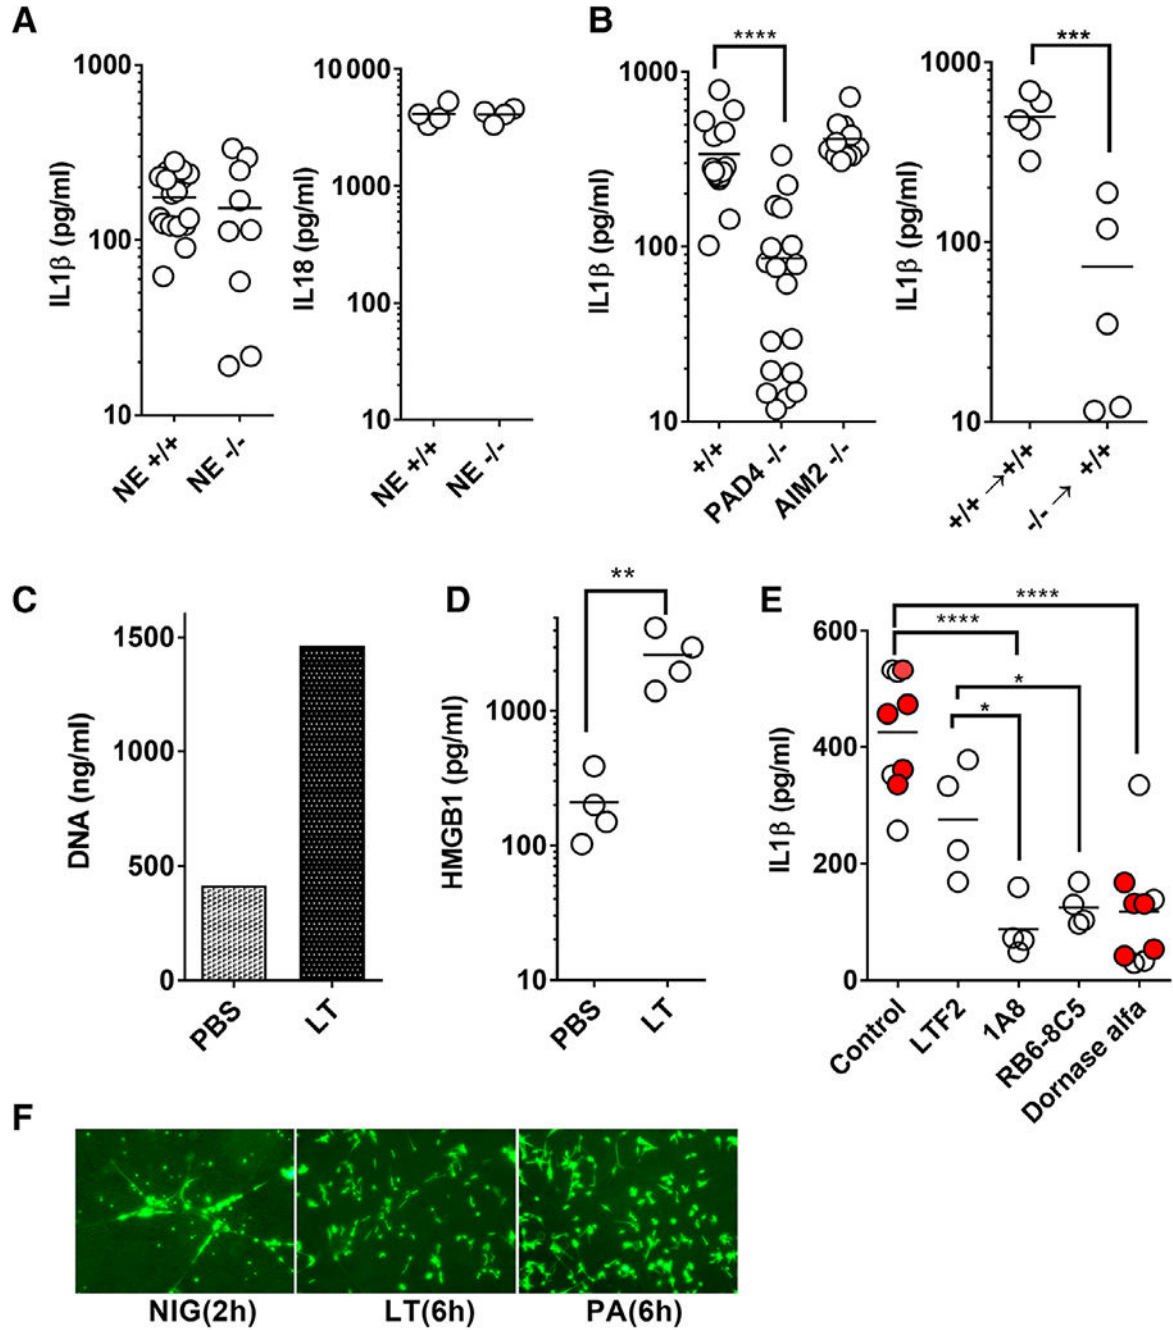 A
IL1β (pg/ml)
1000
100
10
NE +/+
NE -/-
IL18 (pg/ml)
10 000
1000
100
10
NE +/+
NE -/-
B
****
IL1β (pg/ml)
1000
100
10
+/+
PAD4 -/-
AIM2 -/-
***
IL1β (pg/ml)
1000
100
10
+/+ →+/+
-/- → +/+
C
DNA (ng/ml)
1500
1000
500
0
PBS
LT
D
**
HMGB1 (pg/ml)
1000
100
10
PBS
LT
E
****
****
*
*
IL1β (pg/ml)
600
400
200
0
Control
LTF2
1A8
RB6-8C5
Dornase alfa
F
NIG(2h)
LT(6h)
PA(6h)